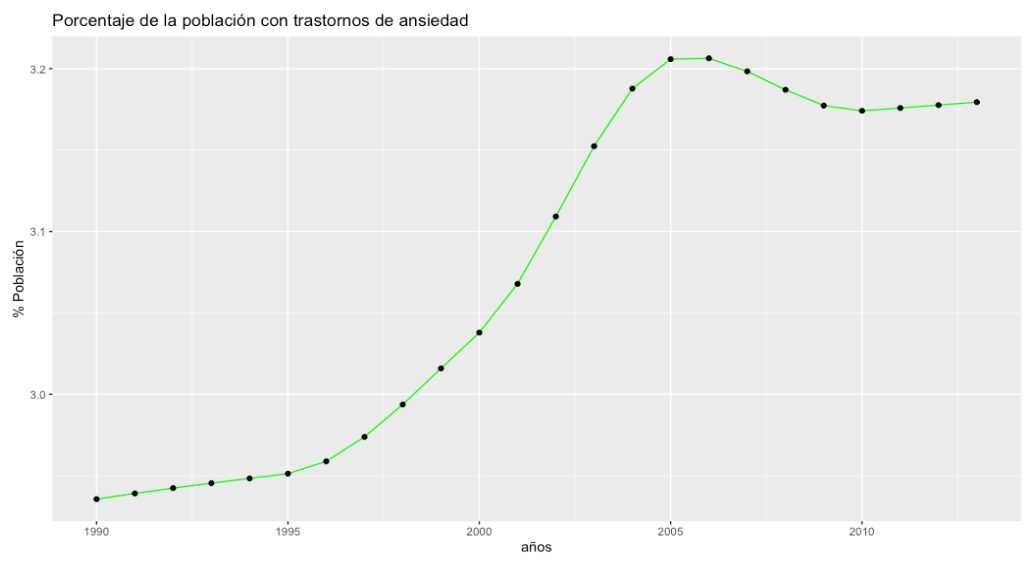 Porcentaje de la población con trastornos de ansiedad
3.2
3.1
3.0
% Población
1990 1995 2000 2005 2010
años